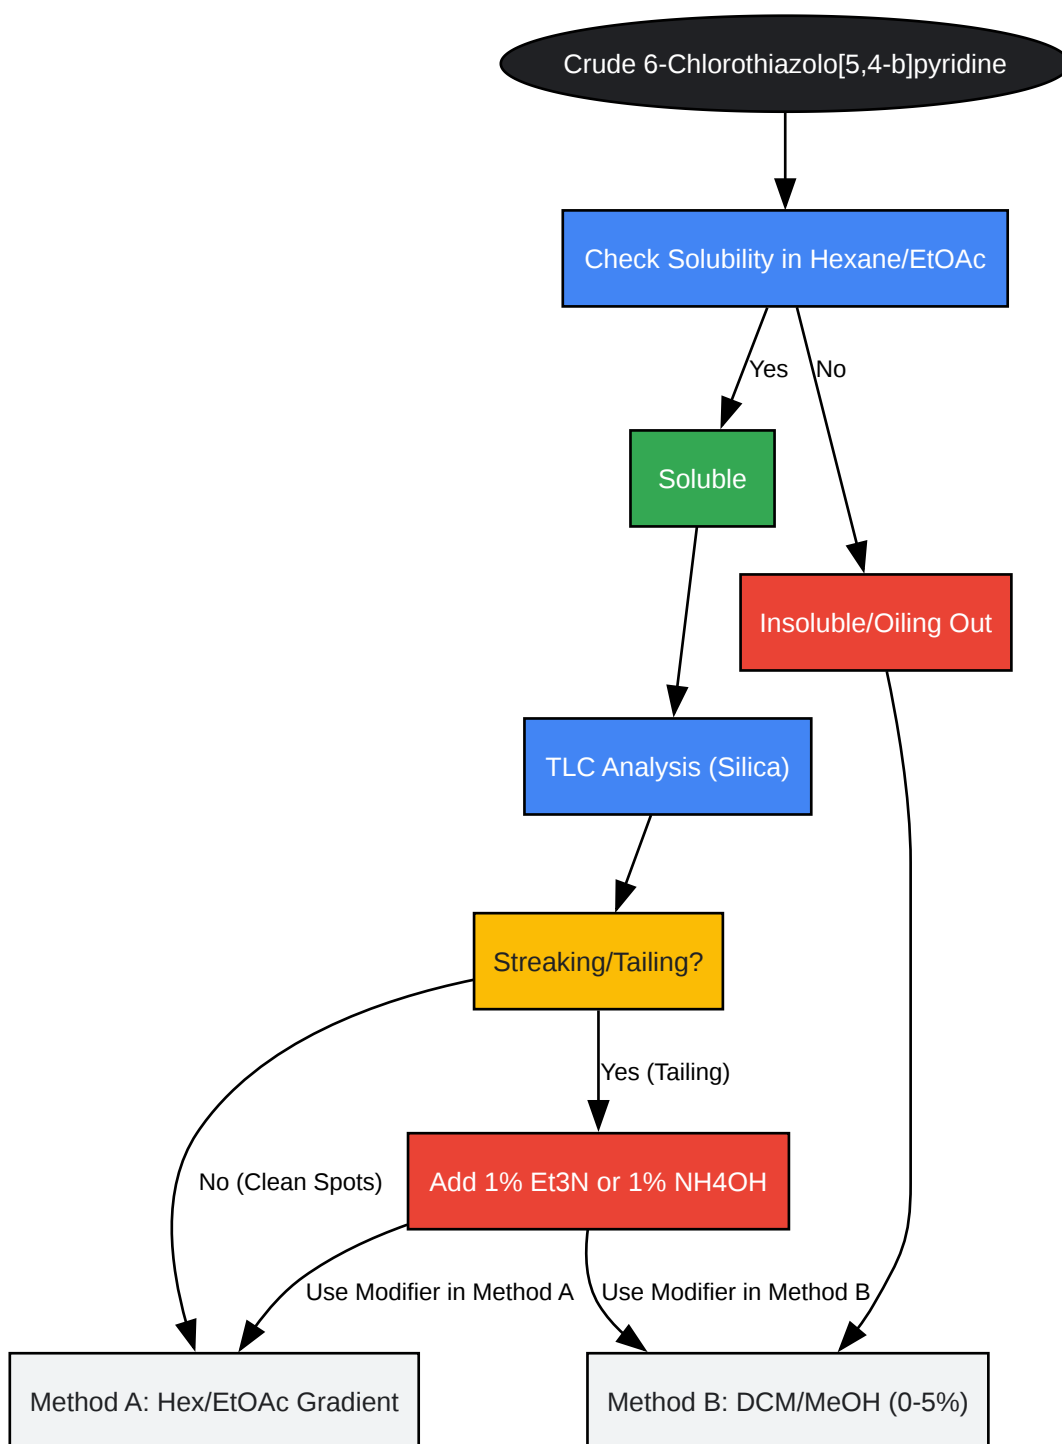 Crude 6-Chlorothiazolo[5,4-b]pyridine
Check Solubility in Hexane/EtOAc
Yes
No
Soluble
Insoluble/Oiling Out
TLC Analysis (Silica)
Streaking/Tailing?
Yes (Tailing)
No (Clean Spots)
Add 1% Et3N or 1% NH4OH
Use Modifier in Method A
Use Modifier in Method B
Method A: Hex/EtOAc Gradient
Method B: DCM/MeOH (0-5%)